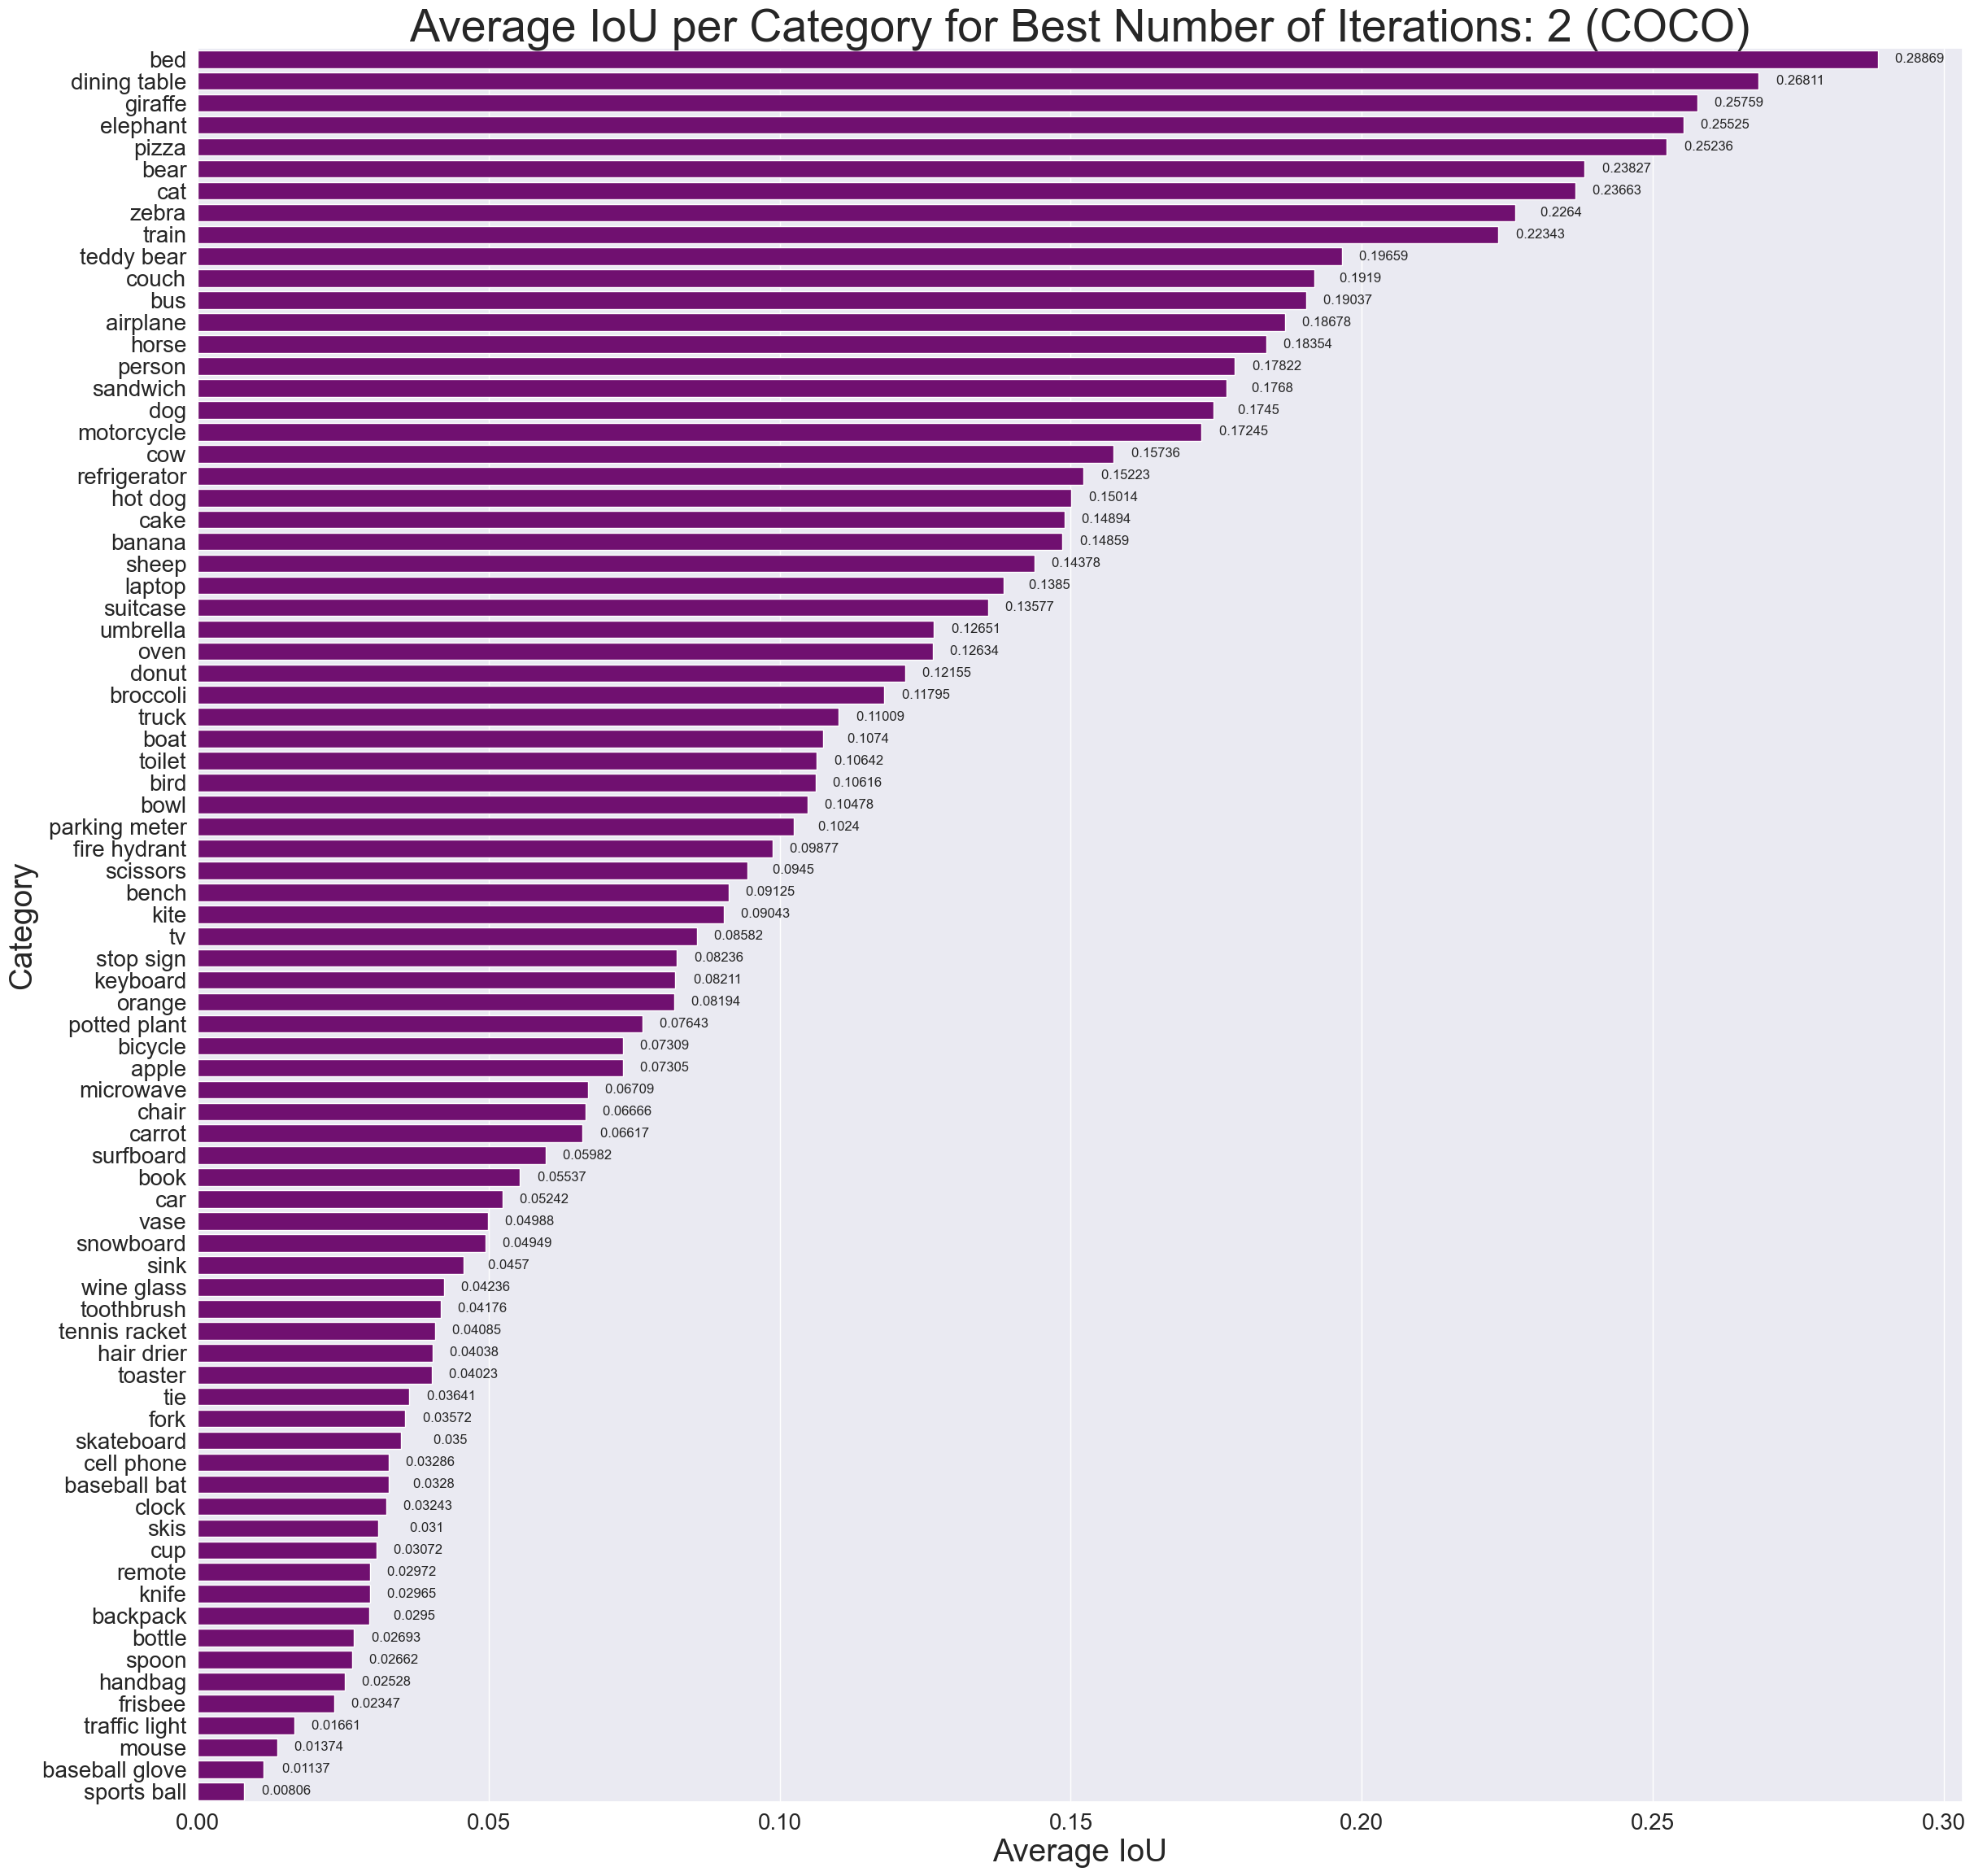 Average IoU per Category for Best Number of Iterations: 2 (COCO)
bed 0.28869
dining table 0.26811
giraffe 0.25759
elephant 0.25525
pizza 0.25236
bear 0.23827
cat 0.23663
zebra 0.2264
train 0.22343
teddy bear 0.19659
couch 0.1919
bus 0.19037
airplane 0.18678
horse 0.18354
person 0.17822
sandwich 0.1768
dog 0.1745
motorcycle 0.17245
cow 0.15736
refrigerator 0.15223
hot dog 0.15014
cake 0.14894
banana 0.14859
sheep 0.14378
laptop 0.1385
suitcase 0.13577
umbrella 0.12651
oven 0.12634
donut 0.12155
broccoli 0.11795
truck 0.11009
boat 0.1074
toilet 0.10642
bird 0.10616
bowl 0.10478
parking meter 0.1024
fire hydrant 0.09877
scissors 0.0945
bench 0.09125
kite 0.09043
tv 0.08582
stop sign 0.08236
keyboard 0.08211
orange 0.08194
potted plant 0.07643
bicycle 0.07309
apple 0.07305
microwave 0.06709
chair 0.06666
carrot 0.06617
surfboard 0.05982
book 0.05537
car 0.05242
vase 0.04988
snowboard 0.04949
sink 0.0457
wine glass 0.04236
toothbrush 0.04176
tennis racket 0.04085
hair drier 0.04038
toaster 0.04023
tie 0.03641
fork 0.03572
skateboard 0.035
cell phone 0.03286
baseball bat 0.0328
clock 0.03243
skis 0.031
cup 0.03072
remote 0.02972
knife 0.02965
backpack 0.0295
bottle 0.02693
spoon 0.02662
handbag 0.02528
frisbee 0.02347
traffic light 0.01661
mouse 0.01374
baseball glove 0.01137
sports ball 0.00806
Category
0.00 0.05 0.10 0.15 0.20 0.25 0.30
Average IoU